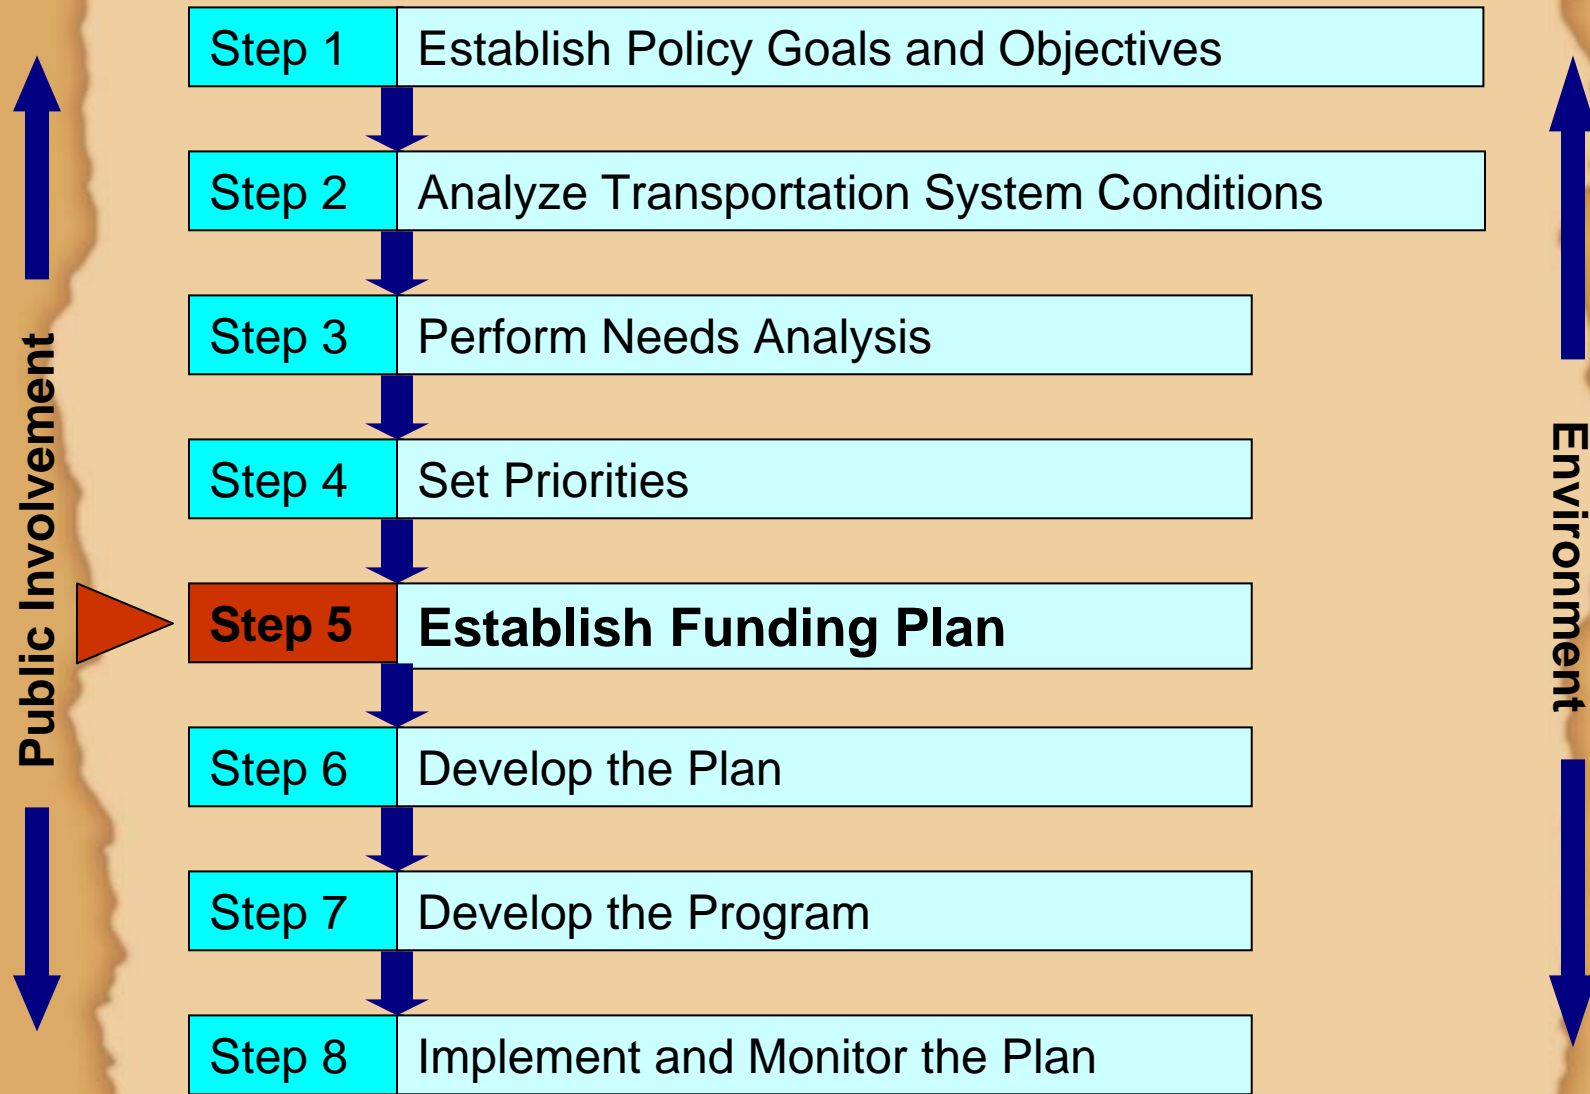 Step 1 Establish Policy Goals and Objectives
Step 2 Analyze Transportation System Conditions
Step 3 Perform Needs Analysis
Step 4 Set Priorities
Step 5 Establish Funding Plan
Step 6 Develop the Plan
Step 7 Develop the Program
Step 8 Implement and Monitor the Plan
Public Involvement
Environment